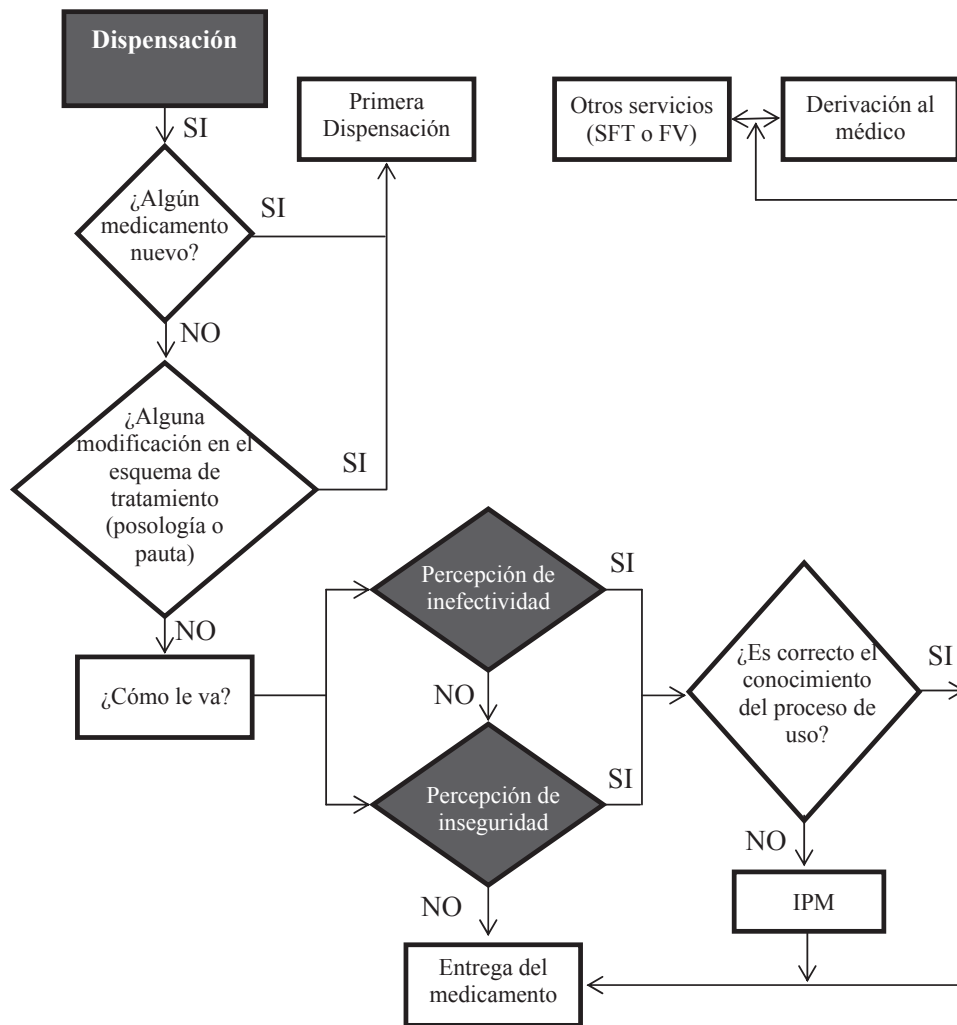 Dispensación
SI
¿Algún
medicamento
nuevo?
SI
Primera
Dispensación
Otros servicios
(SFT o FV)
Derivación al
médico
NO
¿Alguna
modificación en el
esquema de
tratamiento
(posología o
pauta)
SI
NO
¿Cómo le va?
Percepción de
inefectividad
SI
NO
Percepción de
inseguridad
SI
NO
Entrega del
medicamento
¿Es correcto el
conocimiento
del proceso de
uso?
SI
NO
IPM